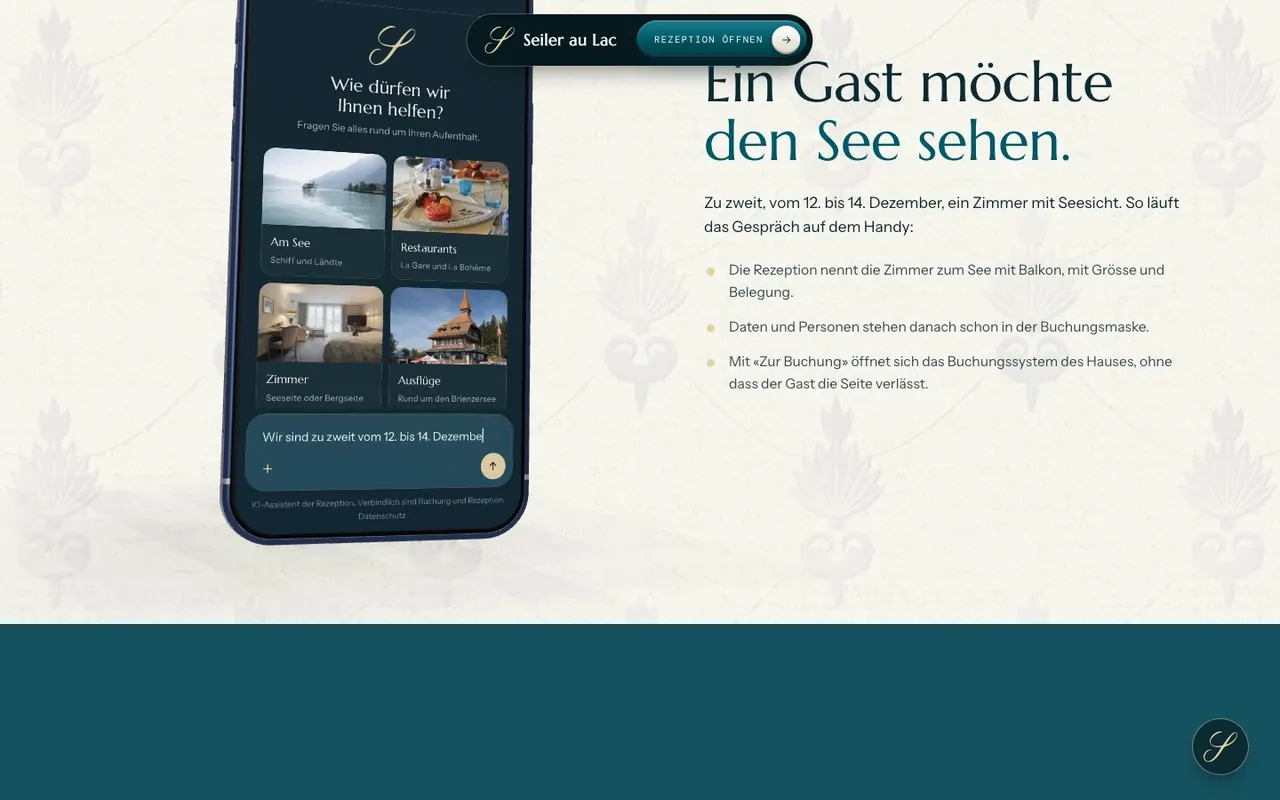 Seiler au Lac
REZEPTION ÖFFNEN
Wie dürfen wir
Ihnen helfen?
Fragen Sie alles rund um Ihren Aufenthalt.
Am See
Schiff und Ländte
Restaurants
La Gare und La Bohème
Zimmer
Seeseite oder Bergseite
Ausflüge
Rund um den Brienzersee
Wir sind zu zweit vom 12. bis 14. Dezembe
KI-Assistent der Rezeption. Verbindlich sind Buchung und Rezeption
Datenschutz
Ein Gast möchte
den See sehen.
Zu zweit, vom 12. bis 14. Dezember, ein Zimmer mit Seesicht. So läuft
das Gespräch auf dem Handy:
Die Rezeption nennt die Zimmer zum See mit Balkon, mit Grösse und
Belegung.
Daten und Personen stehen danach schon in der Buchungsmaske.
Mit «Zur Buchung» öffnet sich das Buchungssystem des Hauses, ohne
dass der Gast die Seite verlässt.